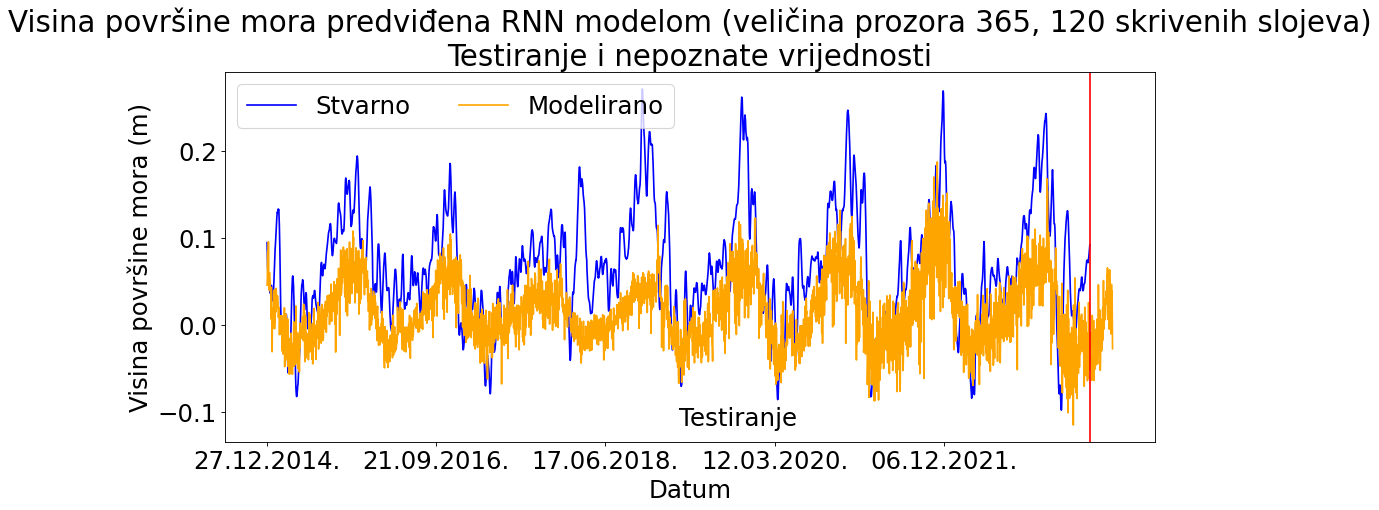 Visina površine mora predviđena RNN modelom (veličina prozora 365, 120 skrivenih slojeva)
Testiranje i nepoznate vrijednosti
Stvarno
Modelirano
Visina površine mora (m)
0.2
0.1
0.0
−0.1
Testiranje
27.12.2014.
21.09.2016.
17.06.2018.
12.03.2020.
06.12.2021.
Datum